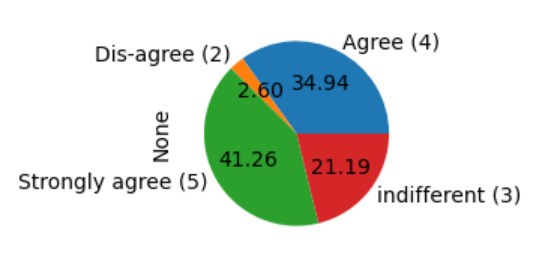 Agree (4)
Dis-agree (2)
34.94
2.60
None
41.26
21.19
Strongly agree (5)
indifferent (3)